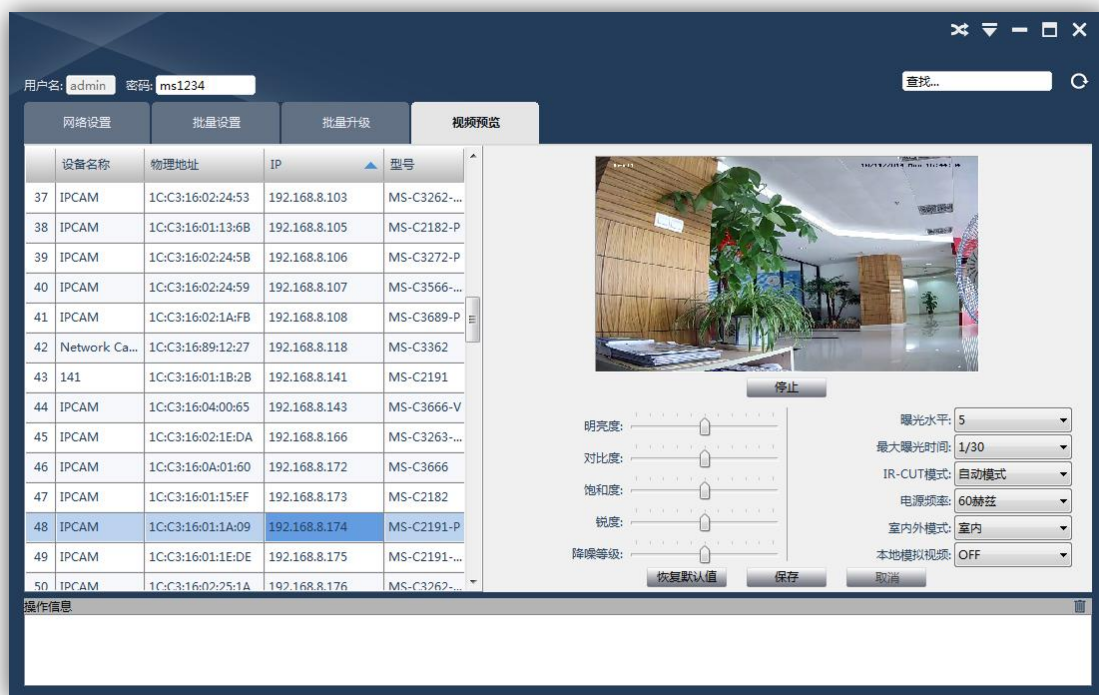 用户名: admin 密码: ms1234 查找...
网络设置 批量设置 批量升级 视频预览
设备名称 物理地址 IP 型号
37 IPCAM 1C:C3:16:02:24:53 192.168.8.103 MS-C3262-...
38 IPCAM 1C:C3:16:01:13:6B 192.168.8.105 MS-C2182-P
39 IPCAM 1C:C3:16:02:24:5B 192.168.8.106 MS-C3272-P
40 IPCAM 1C:C3:16:02:24:59 192.168.8.107 MS-C3566-...
41 IPCAM 1C:C3:16:02:1A:FB 192.168.8.108 MS-C3689-P
42 Network Ca... 1C:C3:16:89:12:27 192.168.8.118 MS-C3362
43 141 1C:C3:16:01:1B:2B 192.168.8.141 MS-C2191
44 IPCAM 1C:C3:16:04:00:65 192.168.8.143 MS-C3666-V
45 IPCAM 1C:C3:16:02:1E:DA 192.168.8.166 MS-C3263-...
46 IPCAM 1C:C3:16:0A:01:60 192.168.8.172 MS-C3666
47 IPCAM 1C:C3:16:01:15:EF 192.168.8.173 MS-C2182
48 IPCAM 1C:C3:16:01:1A:09 192.168.8.174 MS-C2191-P
49 IPCAM 1C:C3:16:01:1E:DE 192.168.8.175 MS-C2191-...
50 IPCAM 1C:C3:16:02:25:1A 192.168.8.176 MS-C3262-...
停止
明亮度:
对比度:
饱和度:
锐度:
降噪等级:
曝光水平: 5
最大曝光时间: 1/30
IR-CUT模式: 自动模式
电源频率: 60赫兹
室内外模式: 室内
本地模拟视频: OFF
恢复默认值 保存 取消
操作信息